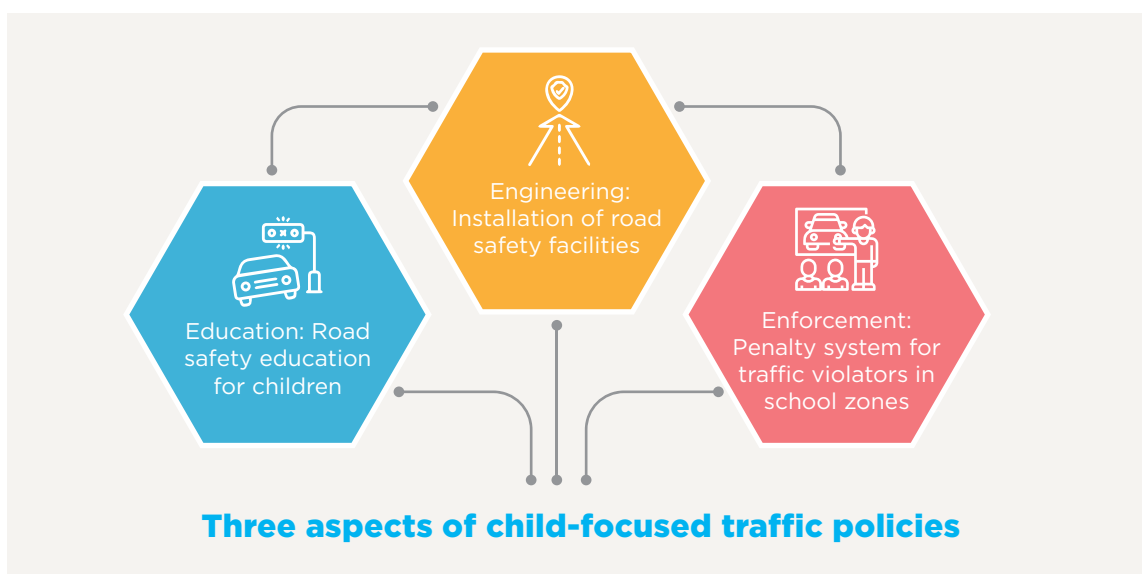 Engineering:
Installation of road
safety facilities
Education: Road
safety education
for children
Enforcement:
Penalty system for
traffic violators in
school zones
Three aspects of child-focused traffic policies